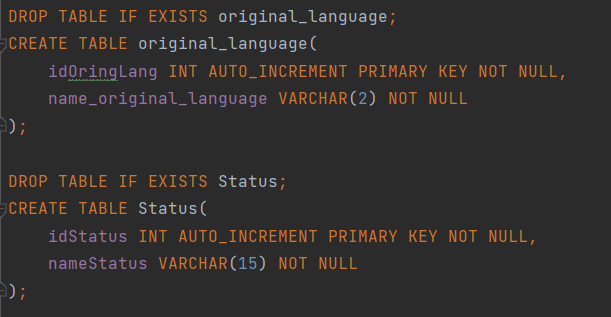 DROP TABLE IF EXISTS original_language;
CREATE TABLE original_language(
idOringLang INT AUTO_INCREMENT PRIMARY KEY NOT NULL,
name_original_language VARCHAR(2) NOT NULL
);
DROP TABLE IF EXISTS Status;
CREATE TABLE Status(
idStatus INT AUTO_INCREMENT PRIMARY KEY NOT NULL,
nameStatus VARCHAR(15) NOT NULL
);